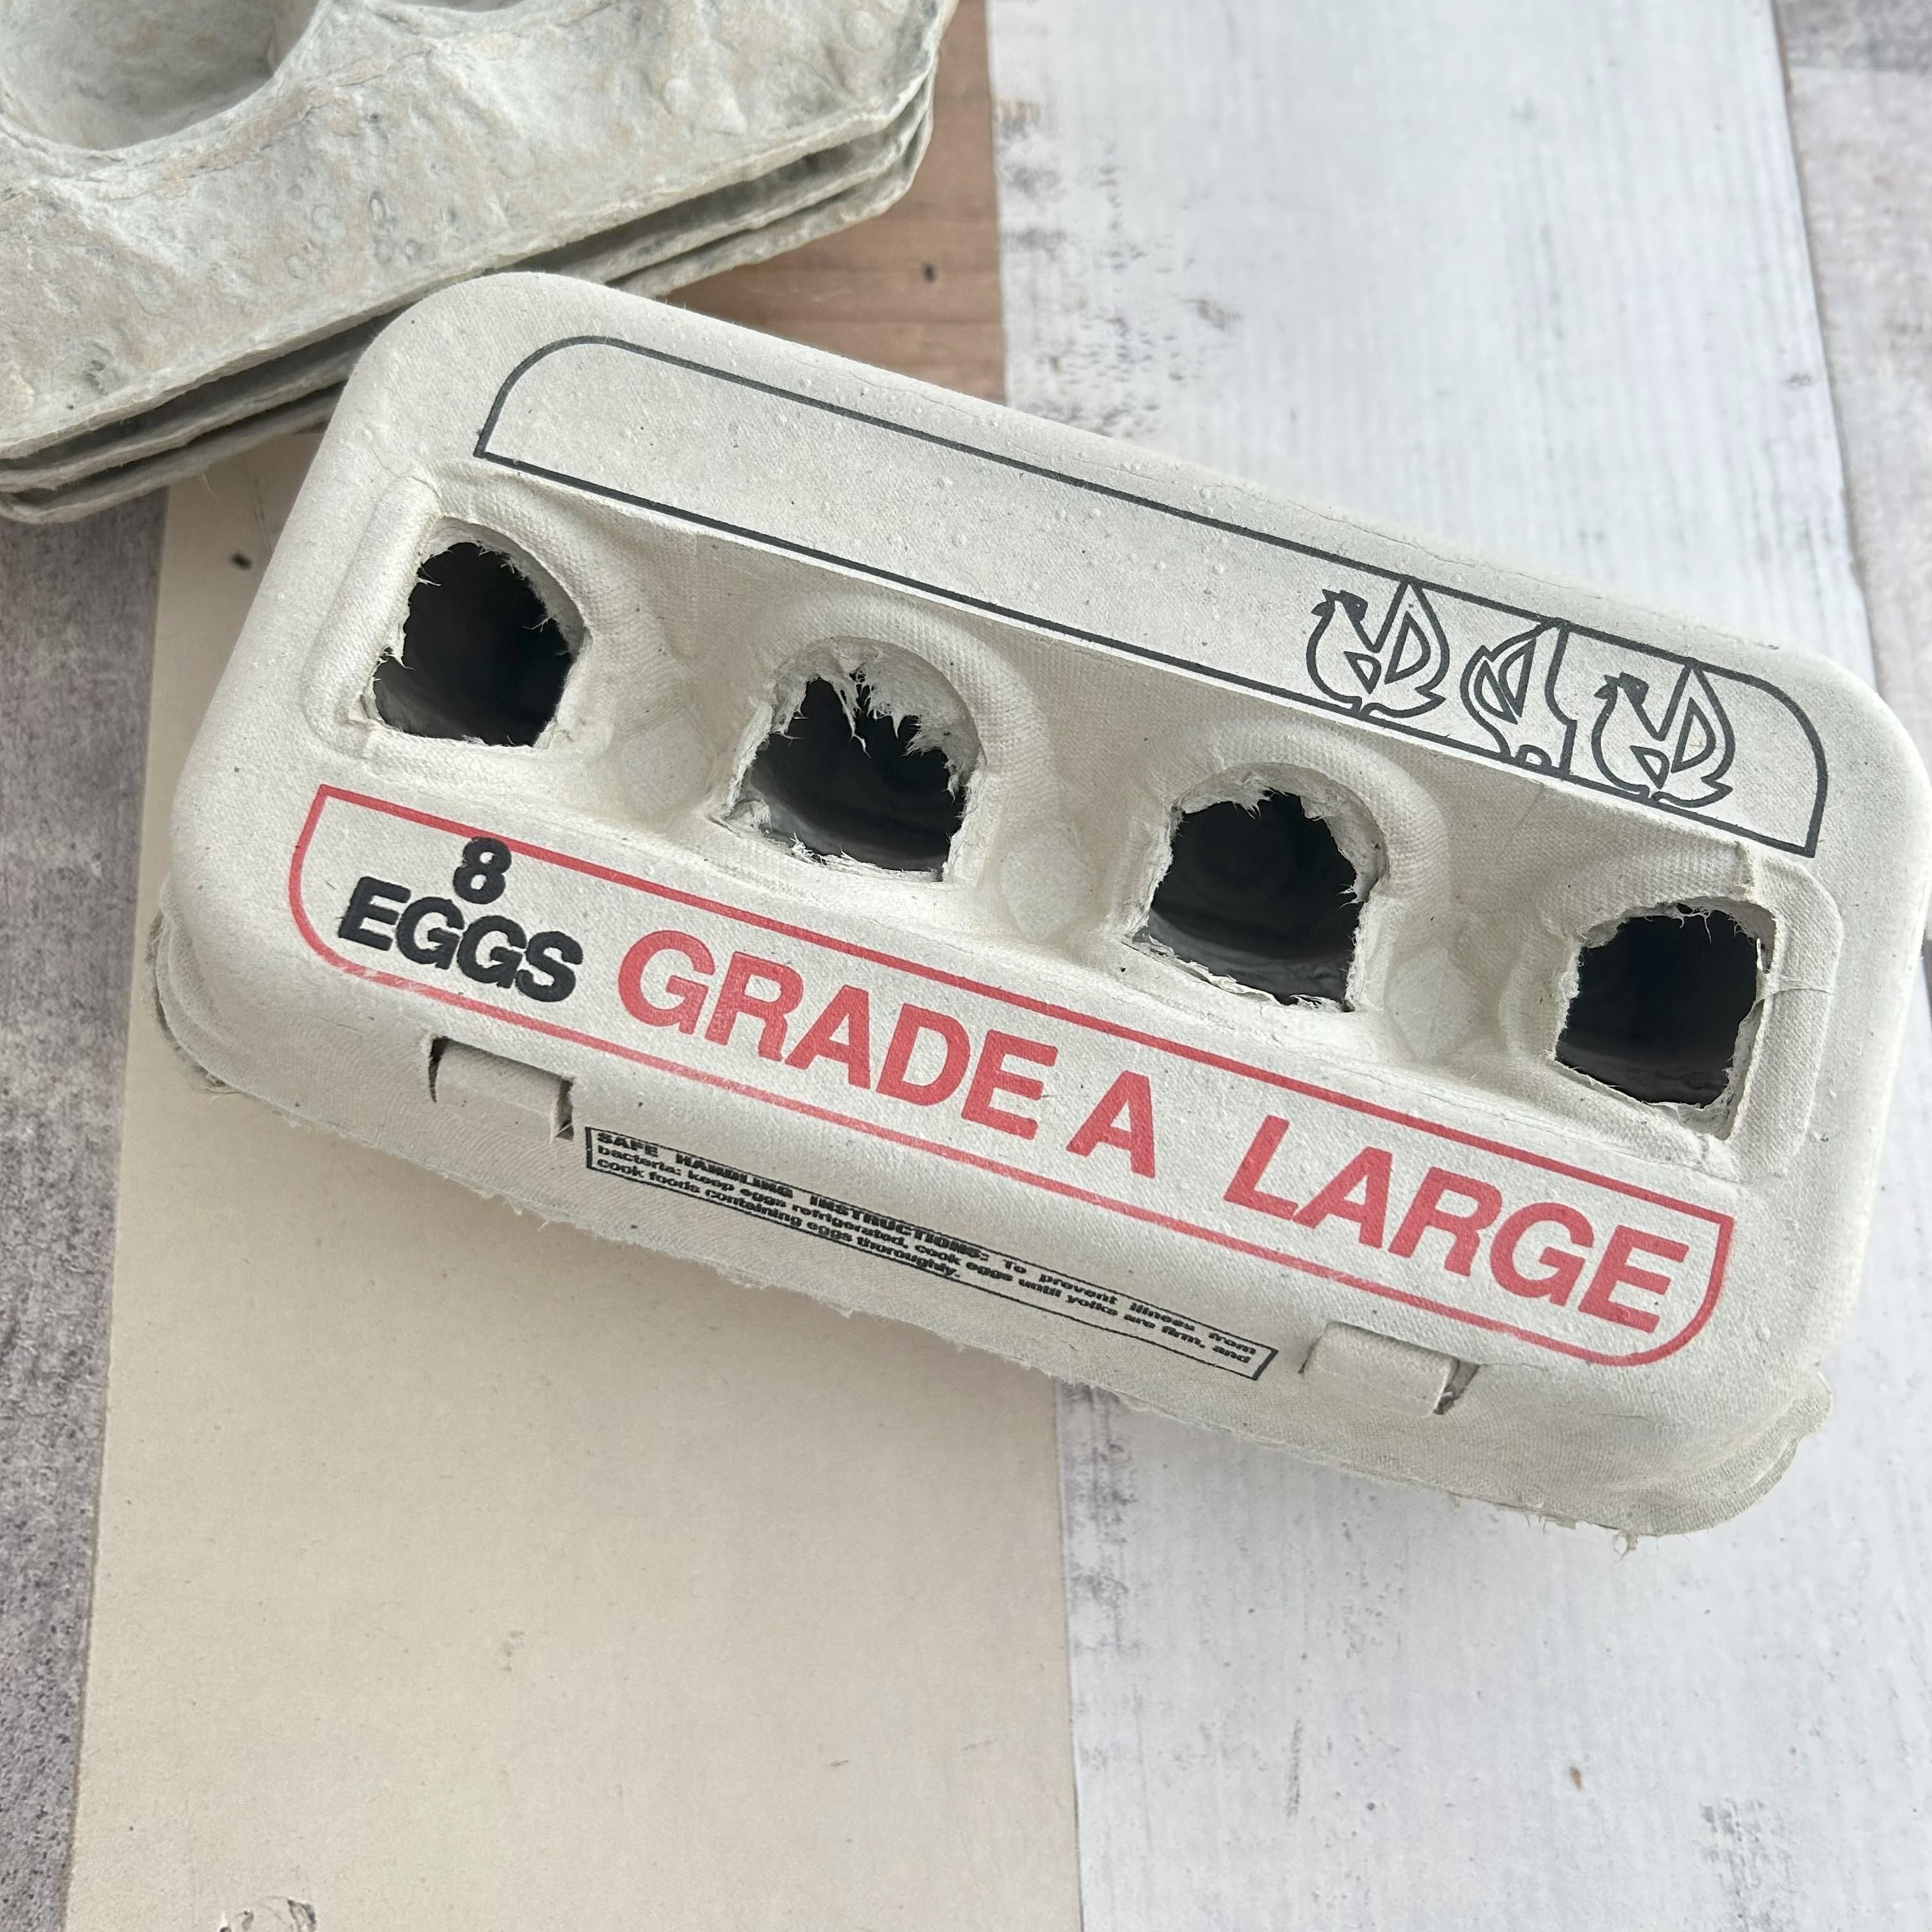 8
EGGS GRADE A LARGE
SAFE HANDLING INSTRUCTIONS: To prevent illness from
bacteria: keep eggs refrigerated, cook eggs until yolks are firm, and
cook foods containing eggs thoroughly.